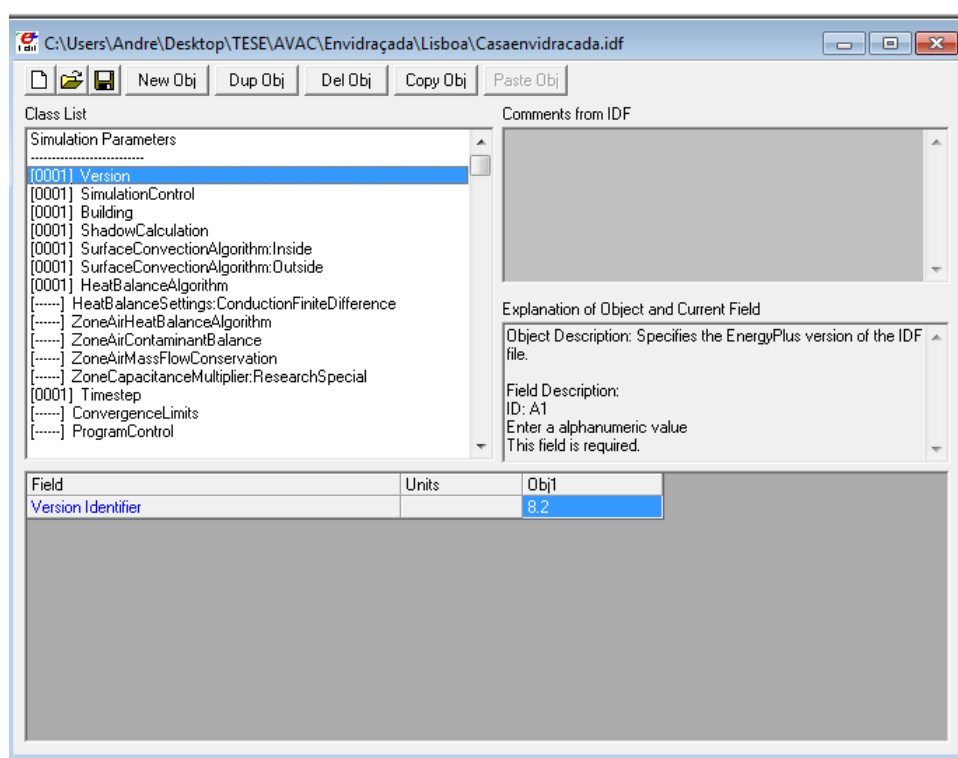 C:\Users\Andre\Desktop\TESE\AVAC\Envidraçada\Lisboa\Casaenvidracada.idf
New Obj Dup Obj Del Obj Copy Obj Paste Obj
Class List
Simulation Parameters
--------------------------
[0001] Version
[0001] SimulationControl
[0001] Building
[0001] ShadowCalculation
[0001] SurfaceConvectionAlgorithm:Inside
[0001] SurfaceConvectionAlgorithm:Outside
[0001] HeatBalanceAlgorithm
[------] HeatBalanceSettings:ConductionFiniteDifference
[------] ZoneAirHeatBalanceAlgorithm
[------] ZoneAirContaminantBalance
[------] ZoneAirMassFlowConservation
[------] ZoneCapacitanceMultiplier:ResearchSpecial
[0001] Timestep
[------] ConvergenceLimits
[------] ProgramControl
Comments from IDF
Explanation of Object and Current Field
Object Description: Specifies the EnergyPlus version of the IDF
file.
Field Description:
ID: A1
Enter a alphanumeric value
This field is required.
Field Units Obj1
Version Identifier 8.2